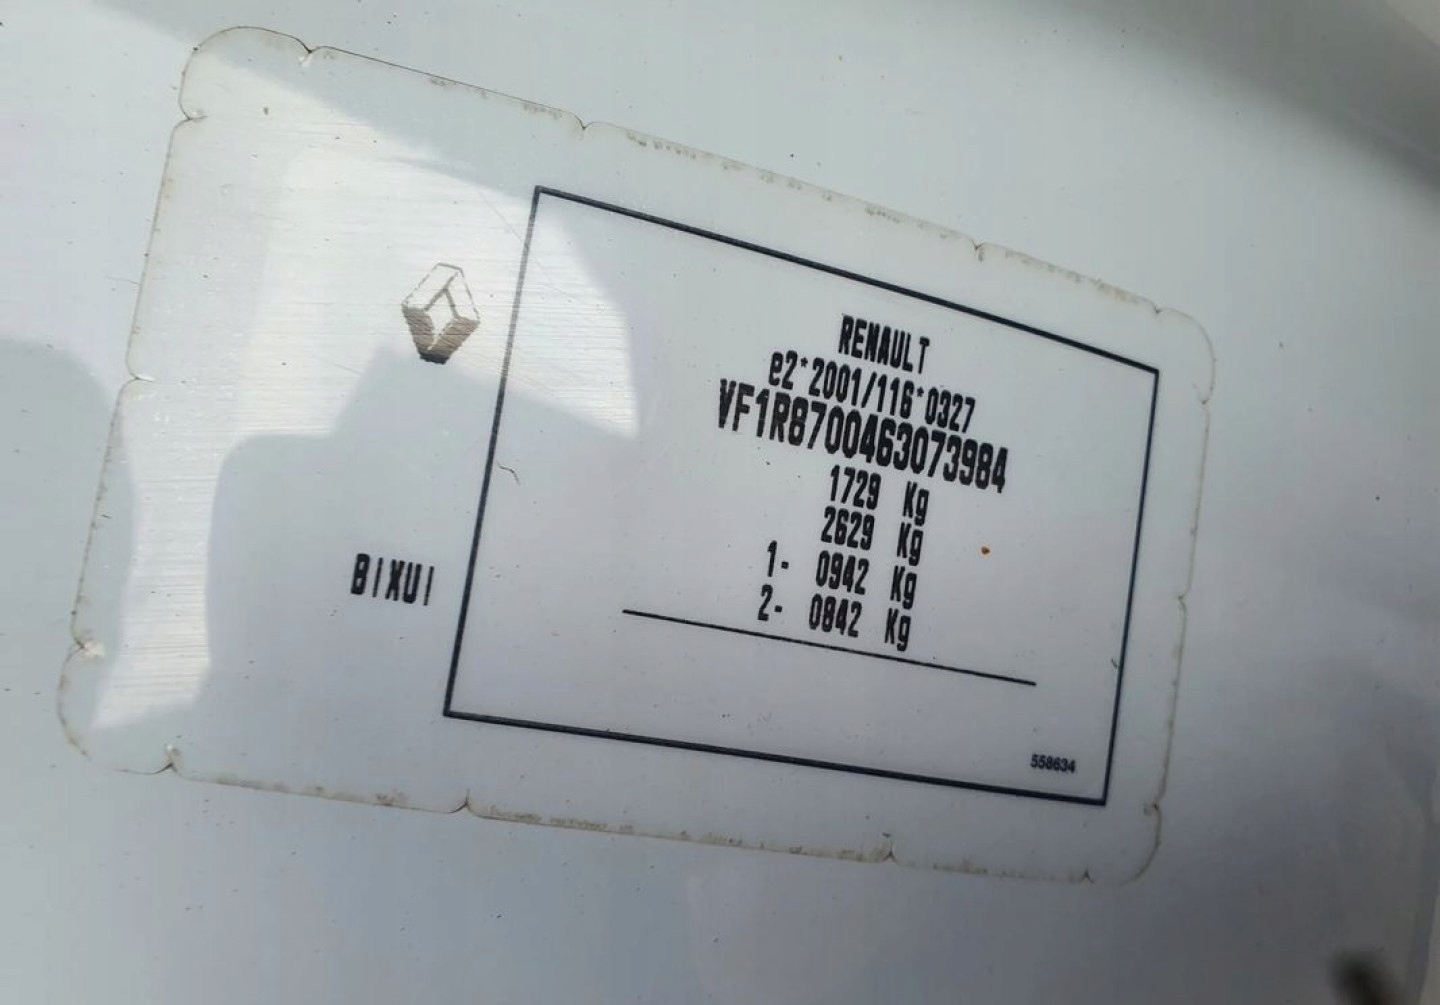 RENAULT
e2*2001/116*0327
VF1R8700463073984
1729 Kg
2629 Kg
1- 0942 Kg
2- 0842 Kg
BIXUI
558634